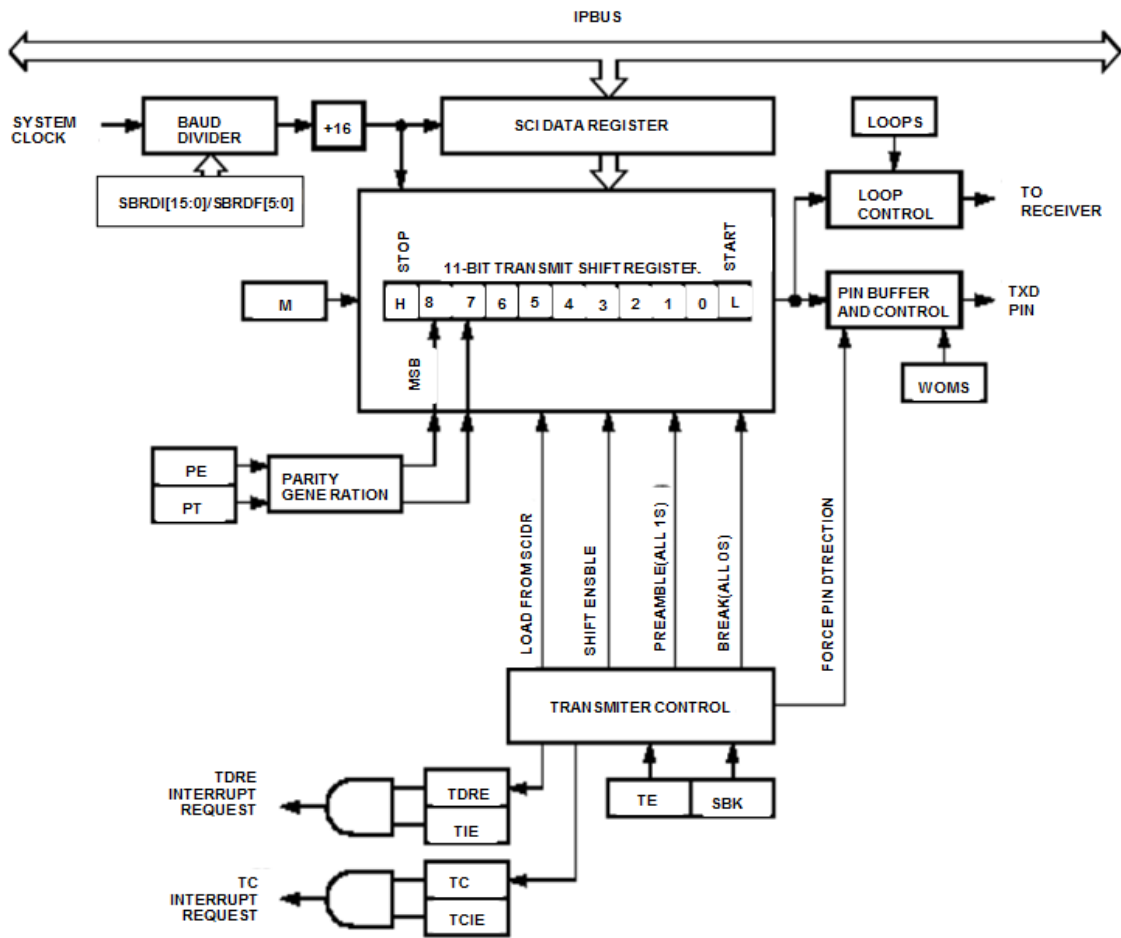 IPBUS
SYSTEM
CLOCK
BAUD
DIVIDER
+16
SCI DATA REGISTER
LOOPS
SBRDI[15:0]/SBRDF[5:0]
LOOP
CONTROL
TO
RECEIVER
STOP
11-BIT TRANSMIT SHIFT REGISTER.
START
M
H 8 7 6 5 4 3 2 1 0 L
PIN BUFFER
AND CONTROL
TXD
PIN
MSB
WOMS
PE
PT
PARITY
GENERATION
LOAD FROM SCIDR
SHIFT ENSBLE
PREAMBLE(ALL 1S)
BREAK(ALL 0S)
FORCE PIN DTRECTION
TRANSMITER CONTROL
TDRE
INTERRUPT
REQUEST
TDRE
TIE
TE
SBK
TC
INTERRUPT
REQUEST
TC
TCIE